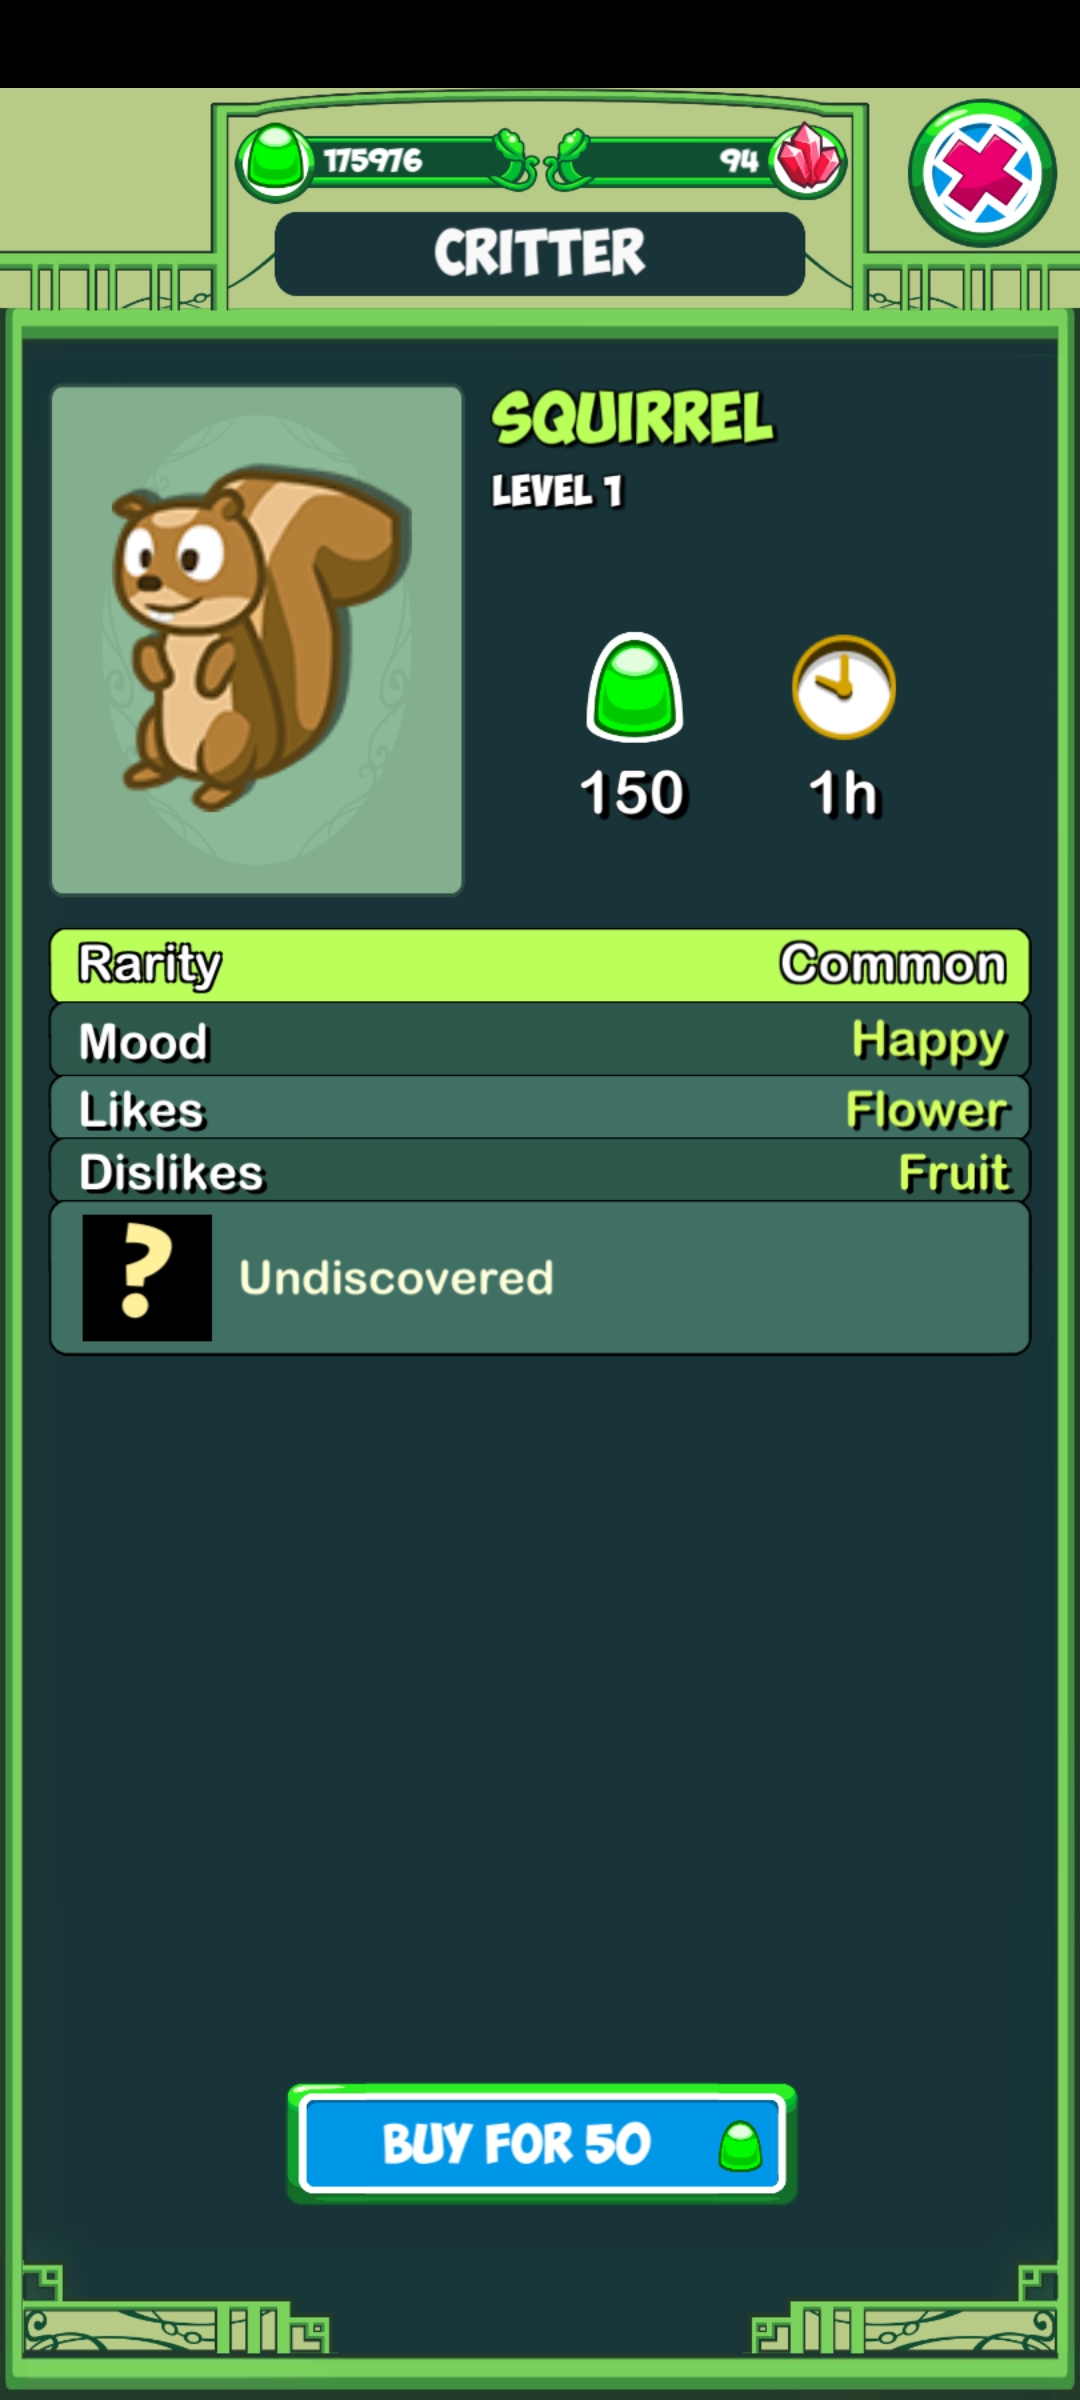 175976
94
CRITTER
SQUIRREL
LEVEL 1
150
1h
Rarity Common
Mood Happy
Likes Flower
Dislikes Fruit
? Undiscovered
BUY FOR 50